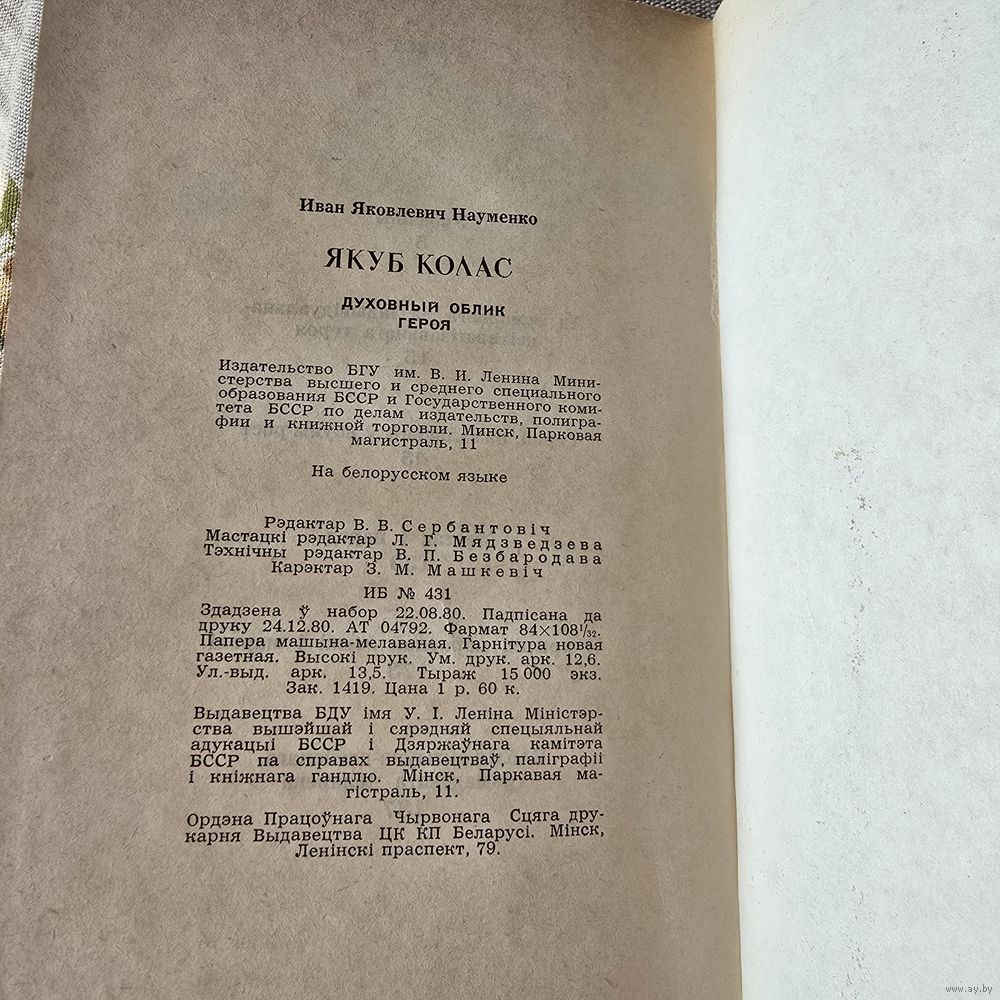 Иван Яковлевич Науменко
ЯКУБ КОЛАС
ДУХОВНЫЙ ОБЛИК
ГЕРОЯ
Издательство БГУ им. В. И. Ленина Мини-
стерства высшего и среднего специального
образования БССР и Государственного коми-
тета БССР по делам издательств, полигра-
фии и книжной торговли. Минск, Парковая
магистраль, 11
На белорусском языке
Рэдактар В. В. Сербантовіч
Мастацкі рэдактар Л. Г. Мядзведзева
Тэхнічны рэдактар В. П. Безбародава
Карэктар З. М. Машкевіч
ИБ № 431
Здадзена ў набор 22.08.80. Падпісана да
друку 24.12.80. АТ 04792. Фармат 84×108¹/₃₂.
Папера машына-мелаваная. Гарнітура новая
газетная. Высокі друк. Ум. друк. арк. 12,6.
Ул.-выд. арк. 13,5. Тыраж 15 000 экз.
Зак. 1419. Цана 1 р. 60 к.
Выдавецтва БДУ імя У. І. Леніна Міністэр-
ства вышэйшай і сярэдняй спецыяльнай
адукацыі БССР і Дзяржаўнага камітэта
БССР па справах выдавецтваў, паліграфіі
і кніжнага гандлю. Мінск, Паркавая ма-
гістраль, 11.
Ордэна Працоўнага Чырвонага Сцяга дру-
карня Выдавецтва ЦК КП Беларусі. Мінск,
Ленінскі праспект, 79.
www.ay.by